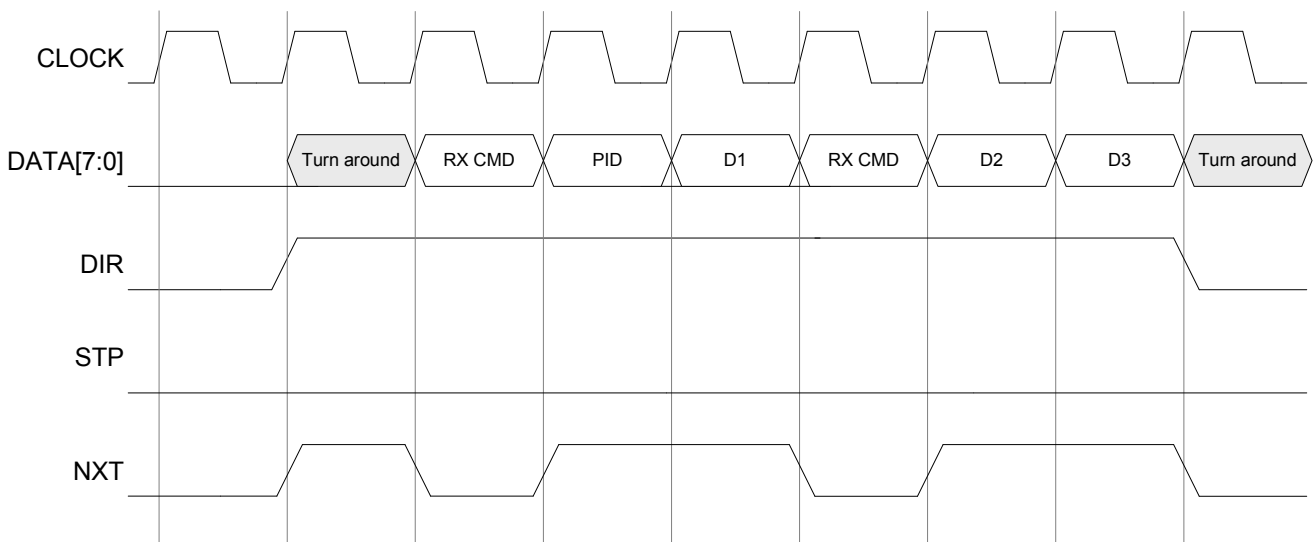 CLOCK
DATA[7:0] Turn around RX CMD PID D1 RX CMD D2 D3 Turn around
DIR
STP
NXT